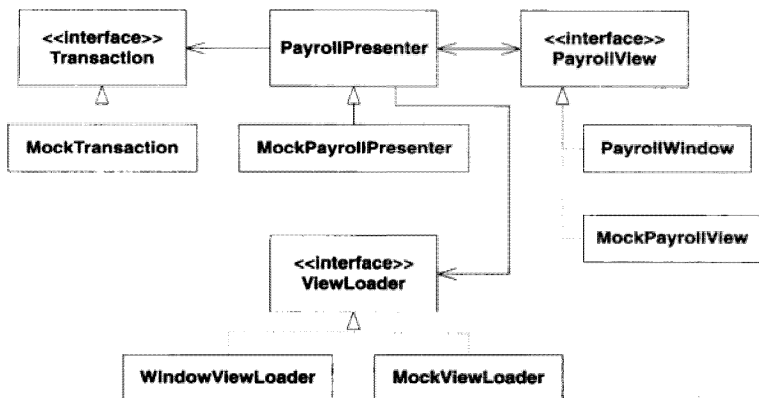 <<interface>>
Transaction
PayrollPresenter
<<interface>>
PayrollView
MockTransaction
MockPayrollPresenter
PayrollWindow
MockPayrollView
<<interface>>
ViewLoader
WindowViewLoader
MockViewLoader